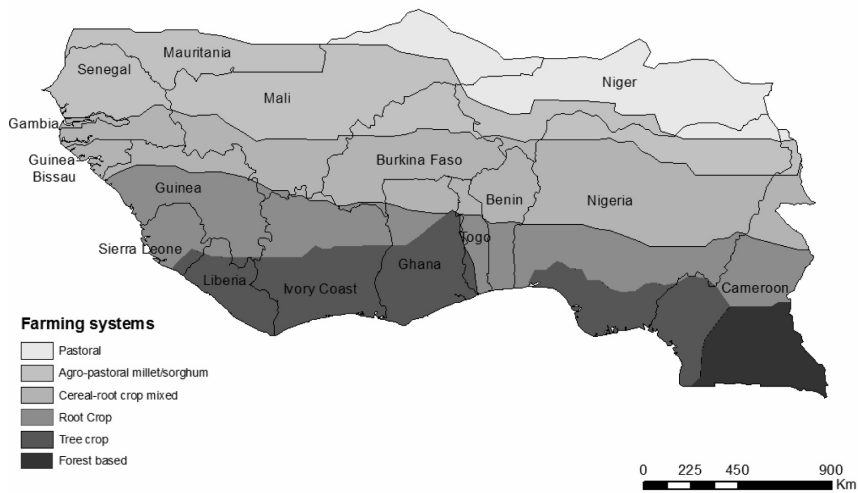 Mauritania
Senegal
Niger
Mali
Gambia
Guinea
Bissau
Burkina Faso
Guinea
Benin
Nigeria
Togo
Sierra Leone
Ghana
Liberia
Ivory Coast
Cameroon
Farming systems
Pastoral
Agro-pastoral millet/sorghum
Cereal-root crop mixed
Root Crop
Tree crop
Forest based
0 225 450 900
Km